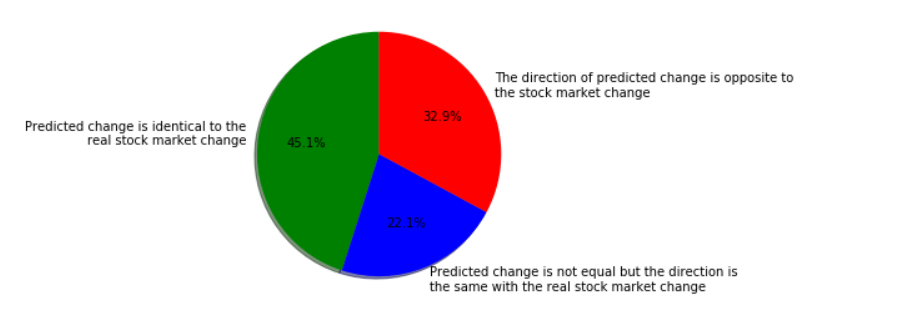 The direction of predicted change is opposite to
the stock market change
32.9%
Predicted change is identical to the
real stock market change
45.1%
22.1%
Predicted change is not equal but the direction is
the same with the real stock market change